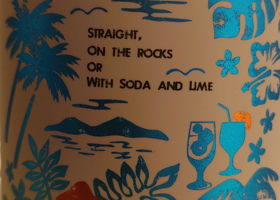 STRAIGHT,
ON THE ROCKS
OR
WITH SODA AND LIME